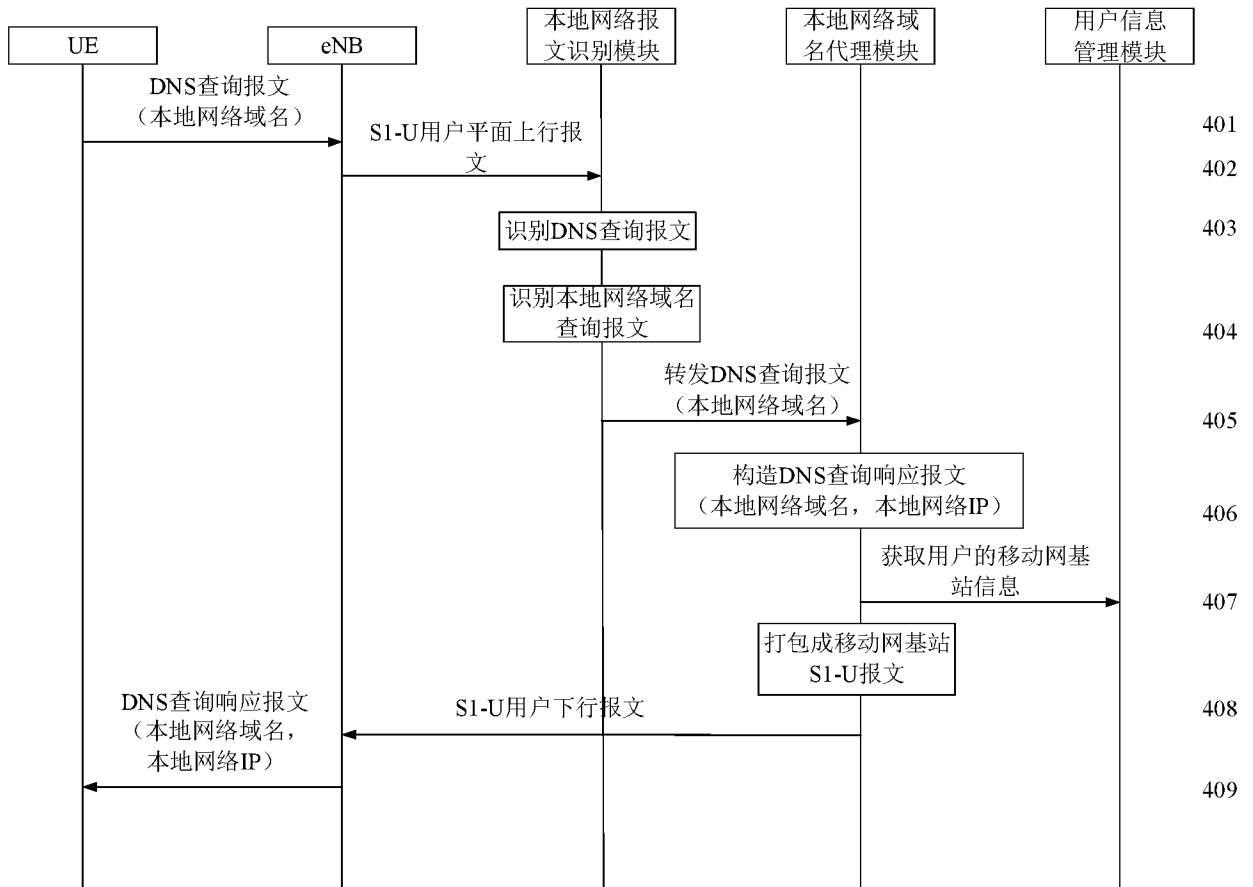 UE
eNB
本地网络报
文识别模块
本地网络域
名代理模块
用户信息
管理模块
DNS查询报文
（本地网络域名）
401
S1-U用户平面上行报
文
402
识别DNS查询报文
403
识别本地网络域名
查询报文
404
转发DNS查询报文
（本地网络域名）
405
构造DNS查询响应报文
（本地网络域名，本地网络IP）
406
获取用户的移动网基
站信息
407
打包成移动网基站
S1-U报文
S1-U用户下行报文
408
DNS查询响应报文
（本地网络域名，
本地网络IP）
409